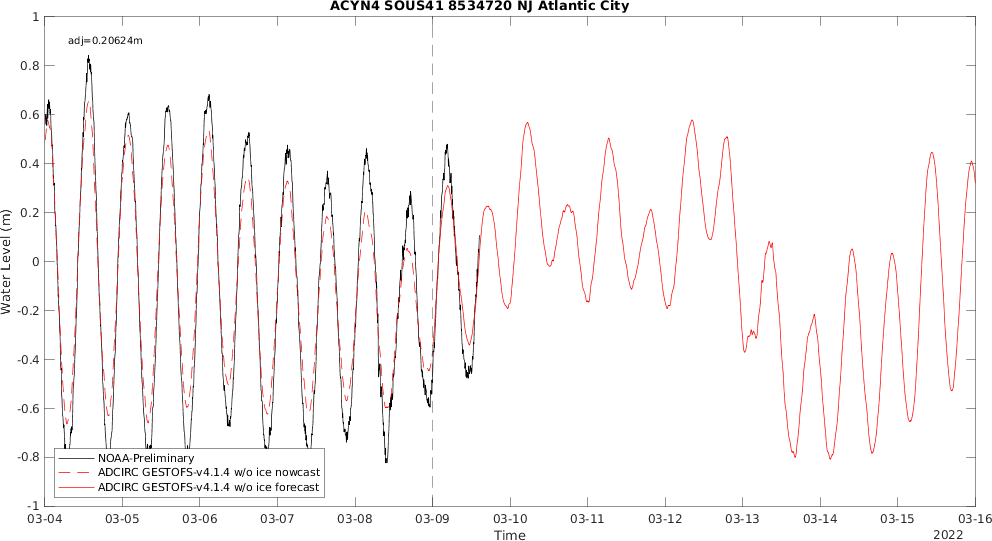 ACYN4 SOUS41 8534720 NJ Atlantic City
adj=0.20624m
Water Level (m)
1
0.8
0.6
0.4
0.2
0
-0.2
-0.4
-0.6
-0.8
-1
NOAA-Preliminary
ADCIRC GESTOFS-v4.1.4 w/o ice nowcast
ADCIRC GESTOFS-v4.1.4 w/o ice forecast
03-04 03-05 03-06 03-07 03-08 03-09 03-10 03-11 03-12 03-13 03-14 03-15 03-16
Time
2022